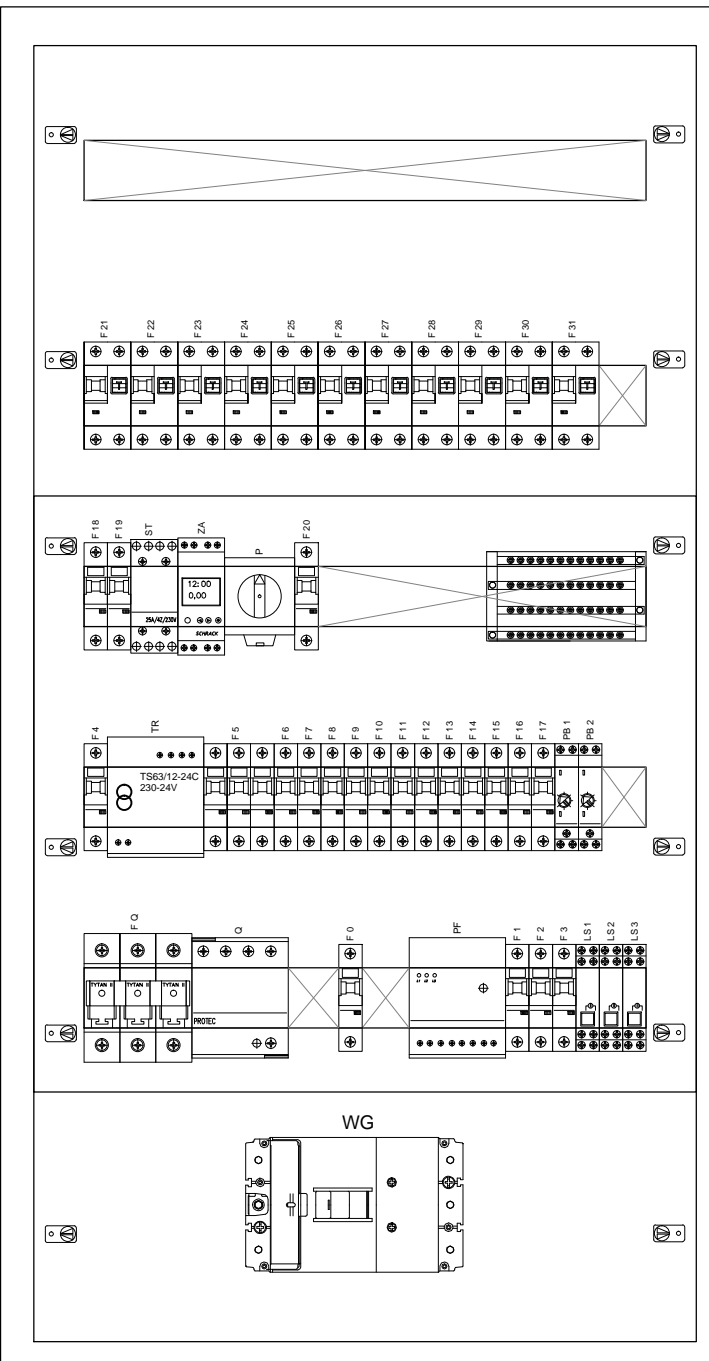 F 21 F 22 F 23 F 24 F 25 F 26 F 27 F 28 F 29 F 30 F 31
F 18 F 19 ST ZA P F 20
12:00
0,00
25A/4Z/230V
SCHRACK
F 4 TR F 5 F 6 F 7 F 8 F 9 F 10 F 11 F 12 F 13 F 14 F 15 F 16 F 17 PB 1 PB 2
TS63/12-24C
230-24V
F Q Q F 0 PF F 1 F 2 F 3 LS 1 LS 2 LS 3
TYTAN II TYTAN II TYTAN II
L1 L2 L3
PROTEC
WG